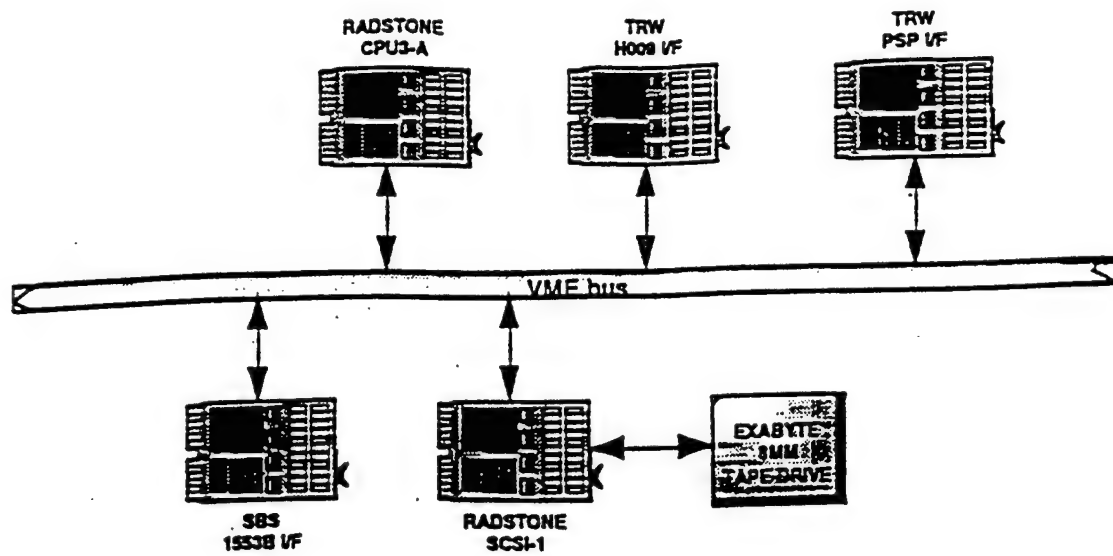 RADSTONE
CPU3-A
TRW
H009 I/F
TRW
PSP I/F
VME bus
SBS
1553B I/F
RADSTONE
SCSI-1
EXABYTE
8MM
TAPE DRIVE